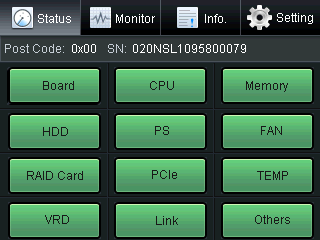 Status Monitor Info. Setting
Post Code: 0x00 SN: 020NSL1095800079
Board CPU Memory
HDD PS FAN
RAID Card PCIe TEMP
VRD Link Others